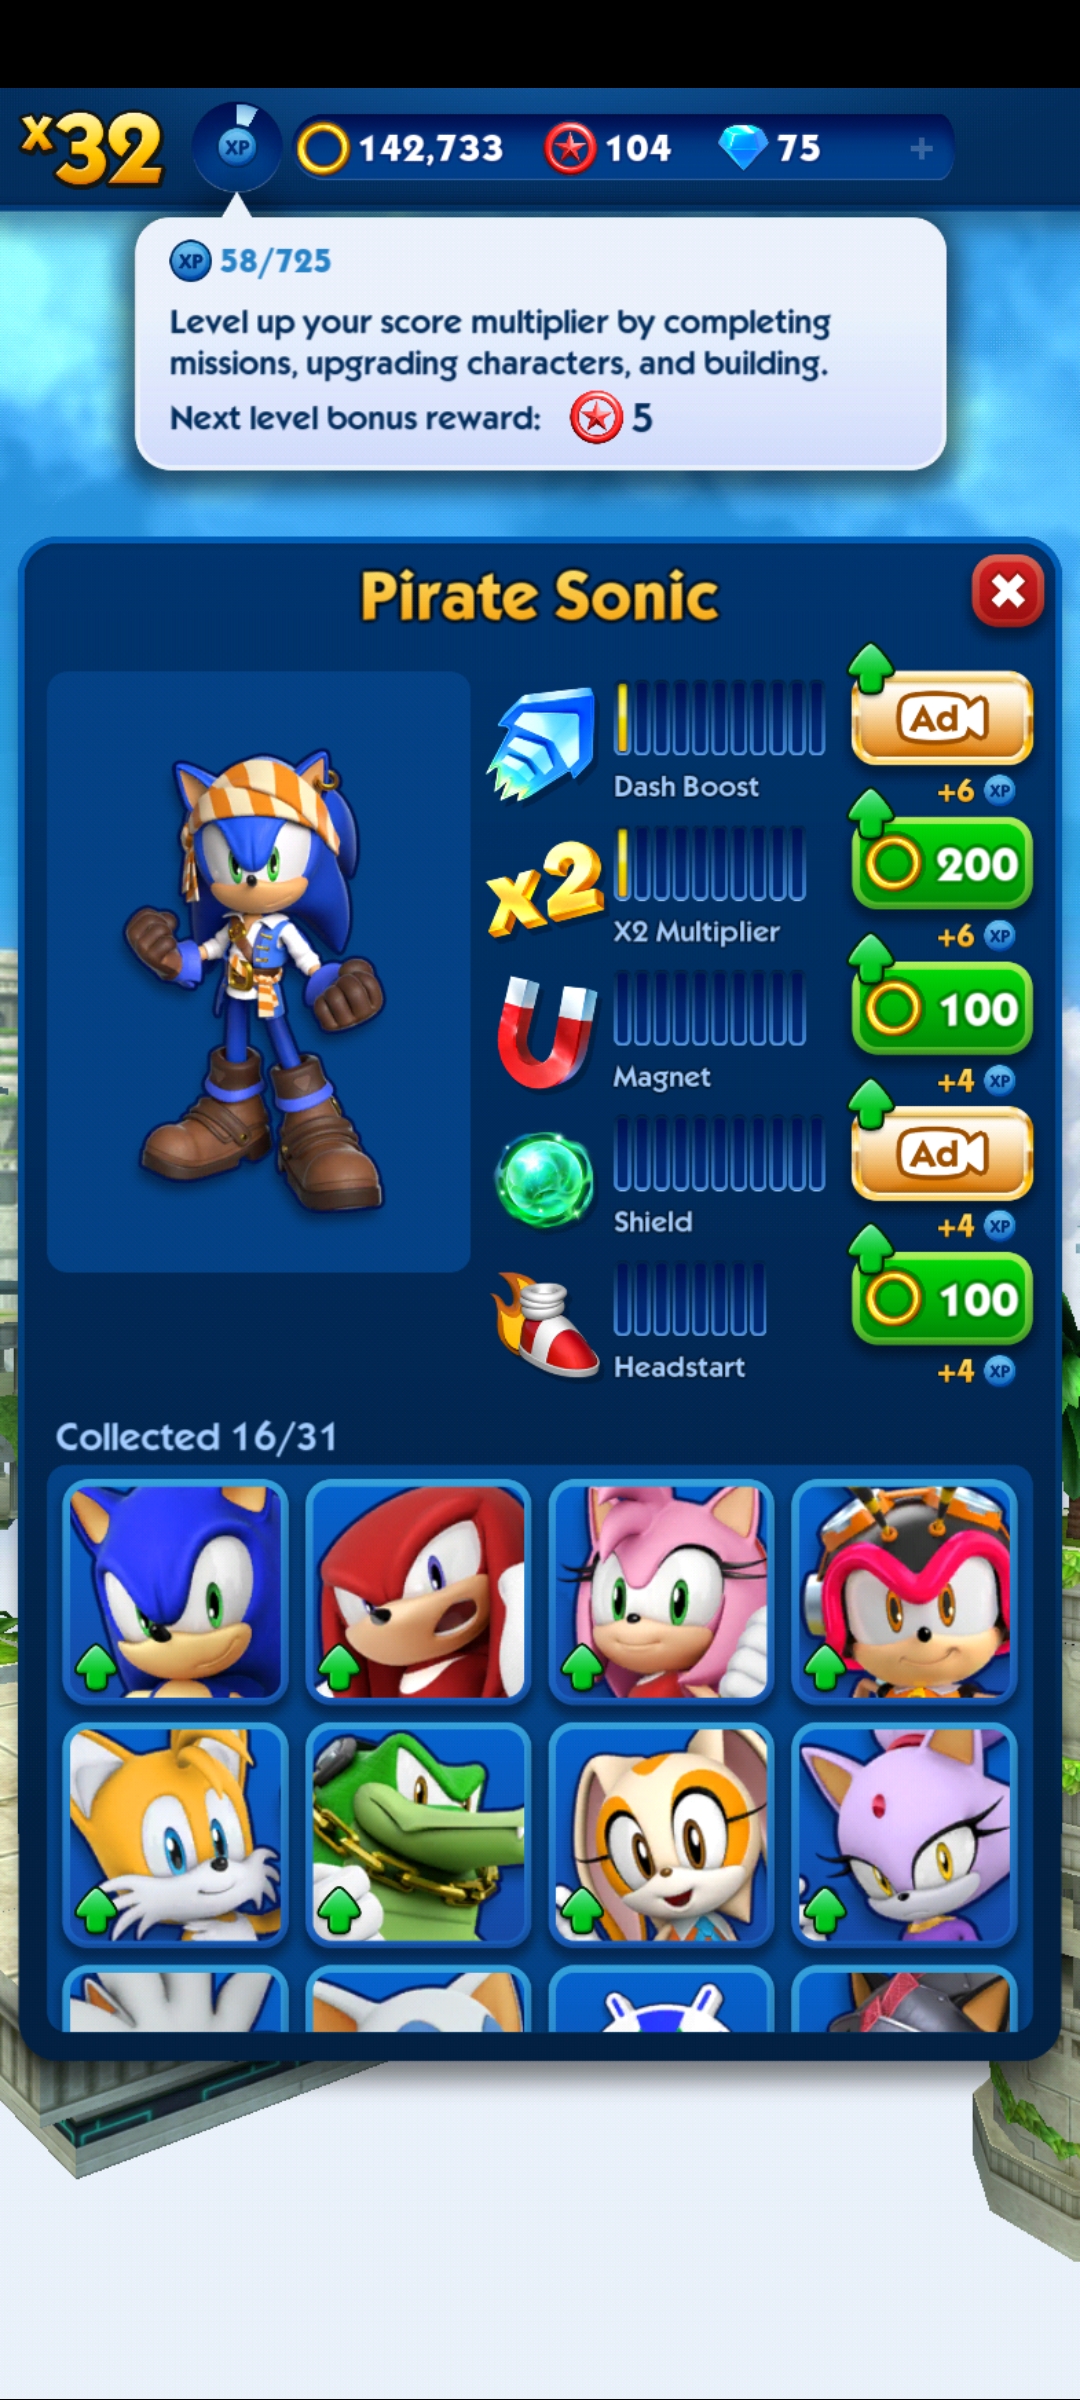 x32
XP
142,733
104
75
+
XP 58/725
Level up your score multiplier by completing
missions, upgrading characters, and building.
Next level bonus reward: 5
Pirate Sonic
Dash Boost
Ad
+6 XP
x2
X2 Multiplier
200
+6 XP
Magnet
100
+4 XP
Shield
Ad
+4 XP
Headstart
100
+4 XP
Collected 16/31